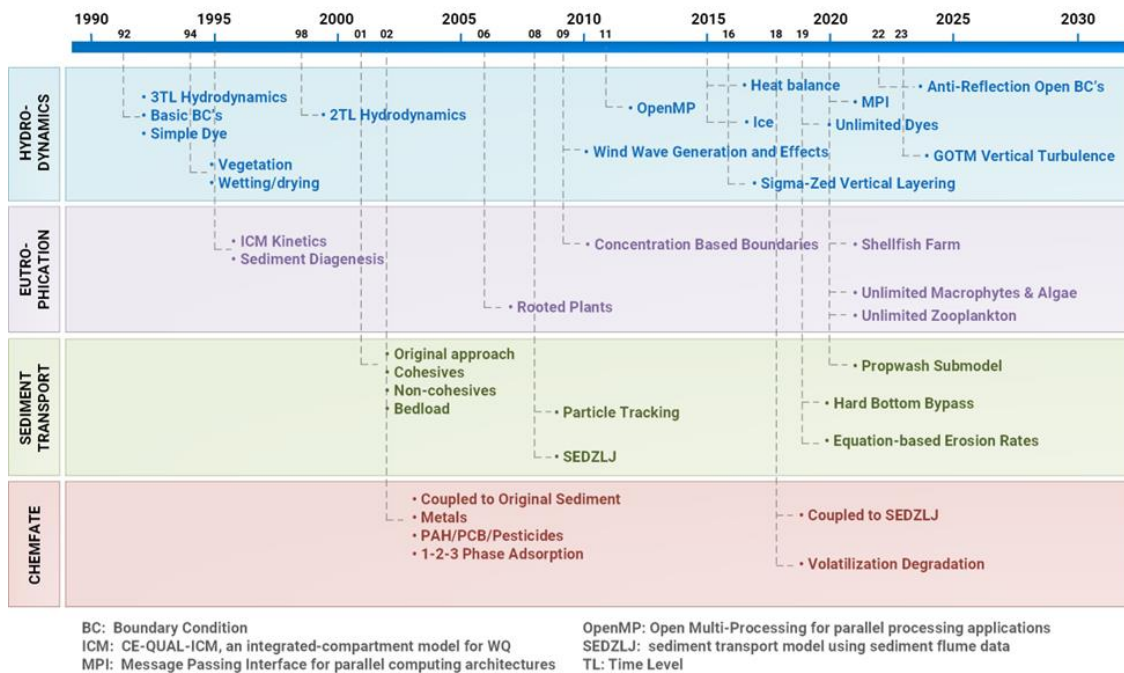 1990 1995 2000 2005 2010 2015 2020 2025 2030
92 94 98 01 02 06 08 09 11 16 18 19 22 23
HYDRO-
DYNAMICS
• 3TL Hydrodynamics
• Basic BC's
• Simple Dye
• Vegetation
• Wetting/drying
• 2TL Hydrodynamics
• OpenMP
• Wind Wave Generation and Effects
• Heat balance
• Ice
• Sigma-Zed Vertical Layering
• Anti-Reflection Open BC's
• MPI
• Unlimited Dyes
• GOTM Vertical Turbulence
EUTRO-
PHICATION
• ICM Kinetics
• Sediment Diagenesis
• Rooted Plants
• Concentration Based Boundaries
• Shellfish Farm
• Unlimited Macrophytes & Algae
• Unlimited Zooplankton
SEDIMENT
TRANSPORT
• Original approach
• Cohesives
• Non-cohesives
• Bedload
• Particle Tracking
• SEDZLJ
• Propwash Submodel
• Hard Bottom Bypass
• Equation-based Erosion Rates
CHEMFATE
• Coupled to Original Sediment
• Metals
• PAH/PCB/Pesticides
• 1-2-3 Phase Adsorption
• Coupled to SEDZLJ
• Volatilization Degradation
BC: Boundary Condition
ICM: CE-QUAL-ICM, an integrated-compartment model for WQ
MPI: Message Passing Interface for parallel computing architectures
OpenMP: Open Multi-Processing for parallel processing applications
SEDZLJ: sediment transport model using sediment flume data
TL: Time Level